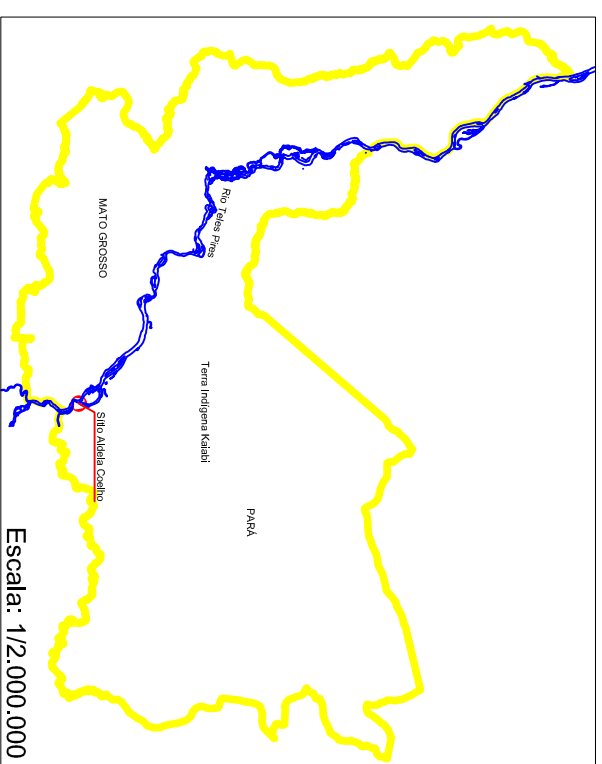 PARÁ
Rio Teles Pires
Terra Indígena Kaiabi
MATO GROSSO
Sítio Aldeia Coelho
Escala: 1/2.000.000